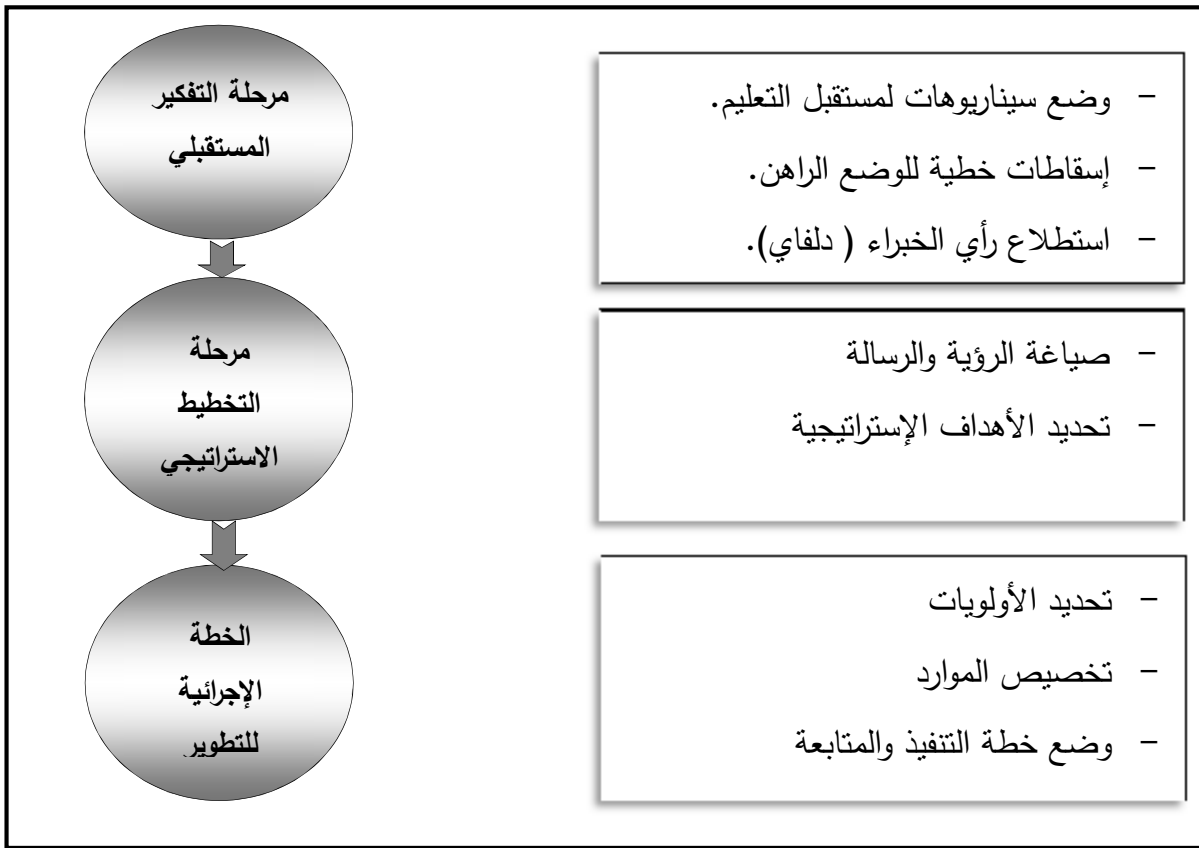 مرحلة التفكير
المستقبلي
- وضع سيناريوهات لمستقبل التعليم.
- إسقاطات خطية للوضع الراهن.
- استطلاع رأي الخبراء ( دلفاي).
مرحلة
التخطيط
الاستراتيجي
- صياغة الرؤية والرسالة
- تحديد الأهداف الإستراتيجية
الخطة
الإجرائية
للتطوير
- تحديد الأولويات
- تخصيص الموارد
- وضع خطة التنفيذ والمتابعة